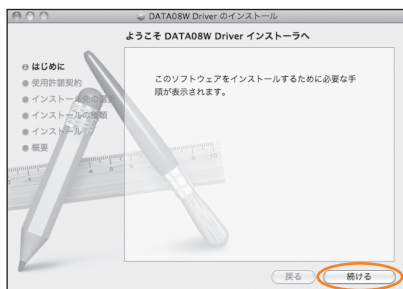 DATA08W Driver のインストール
ようこそ DATA08W Driver インストーラへ
はじめに
使用許諾契約
インストール先の選択
インストールの種類
インストール
概要
このソフトウェアをインストールするために必要な手
順が表示されます。
戻る
続ける